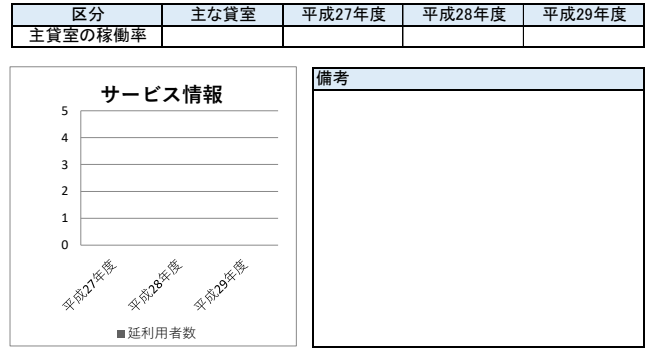 区分 主な貸室 平成27年度 平成28年度 平成29年度
主貸室の稼働率
サービス情報
5
4
3
2
1
0
平成27年度 平成28年度 平成29年度
■延利用者数
備考